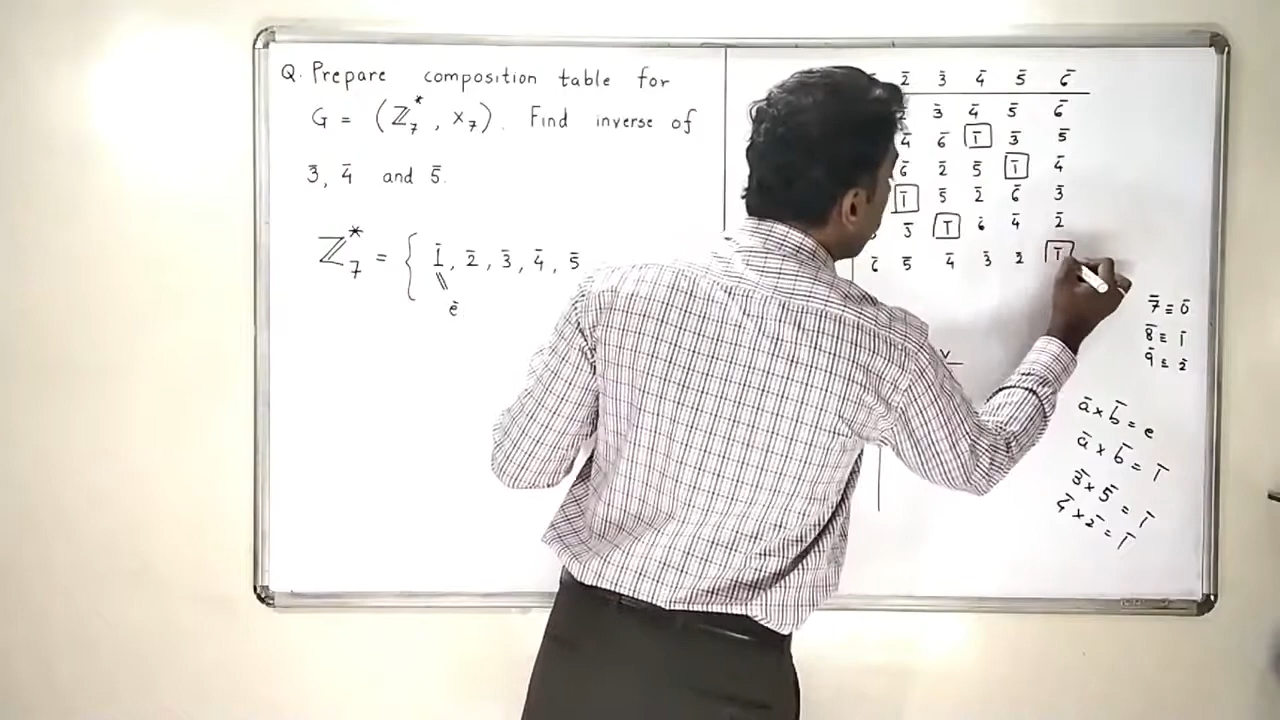 Q. Prepare composition table for
G = (ℤ₇*, ×₇). Find inverse of
3̄, 4̄ and 5̄.
ℤ₇* = { 1̄, 2̄, 3̄, 4̄, 5̄
ē
2̄ 3̄ 4̄ 5̄ 6̄
2̄ 3̄ 4̄ 5̄ 6̄
4̄ 6̄ 1̄ 3̄ 5̄
6̄ 2̄ 5̄ 1̄ 4̄
1̄ 5̄ 2̄ 6̄ 3̄
3̄ 1̄ 6̄ 4̄ 2̄
6̄ 5̄ 4̄ 3̄ 2̄ 1̄
7̄ ≡ 0̄
8̄ ≡ 1̄
9̄ ≡ 2̄
ā × b̄ = e
ā × b̄ = 1̄
3̄ × 5̄ = 1̄
4̄ × 2̄ = 1̄